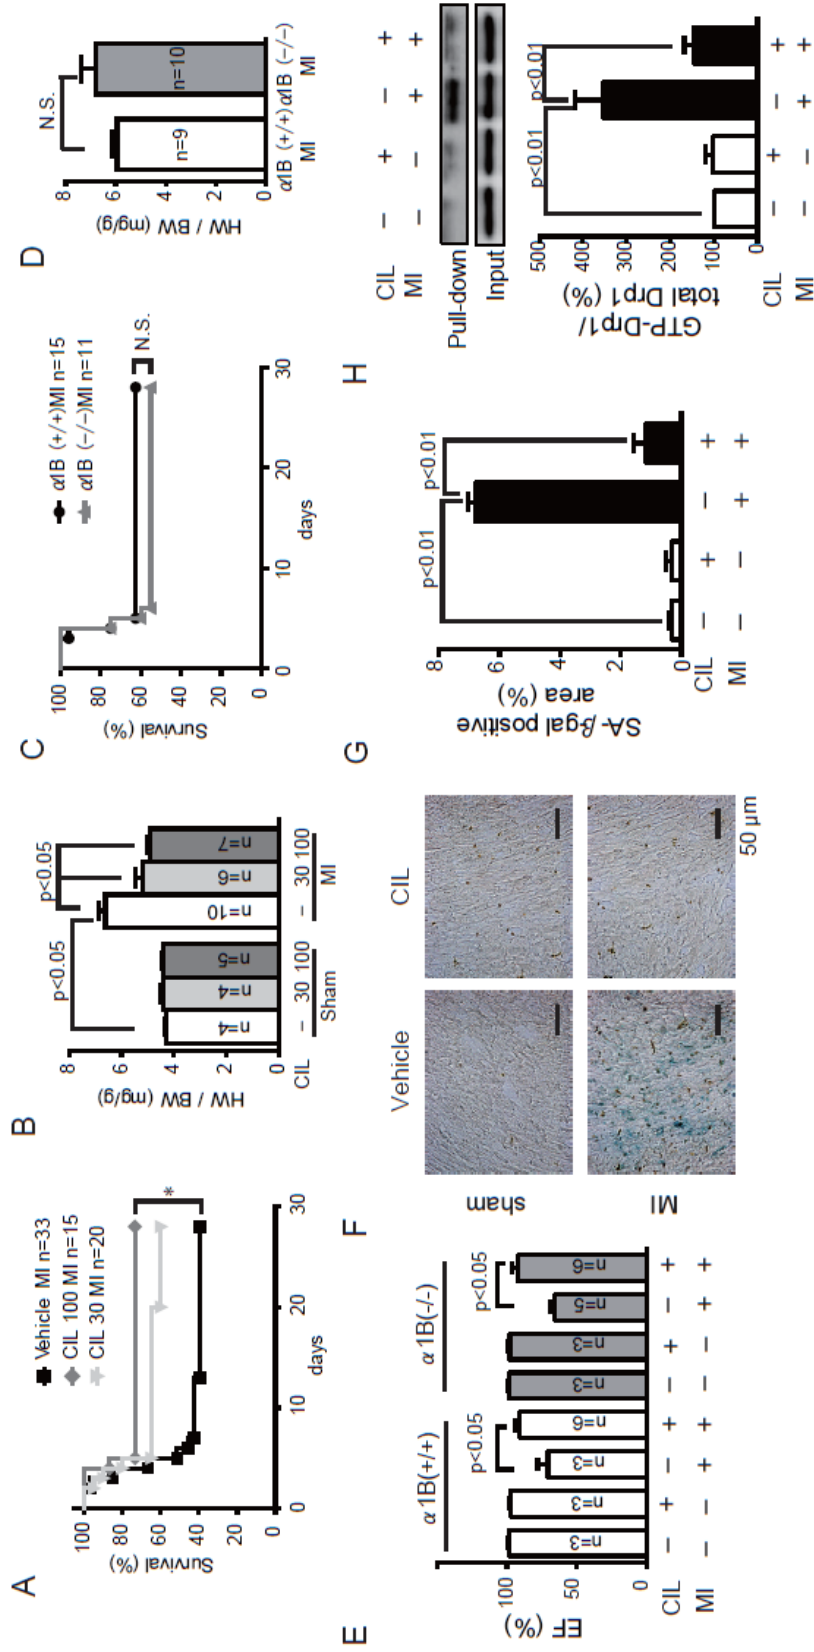 A
Survival (%)
100
80
60
40
20
0
0
10
20
30
days
Vehicle MI n=33
CIL 100 MI n=15
CIL 30 MI n=20
*
B
HW / BW (mg/g)
8
6
4
2
0
p<0.05
p<0.05
n=4
n=4
n=5
n=10
n=6
n=7
CIL
− 30 100
− 30 100
Sham
MI
C
Survival (%)
100
80
60
40
20
0
0
10
20
30
days
α1B (+/+)MI n=15
α1B (−/−)MI n=11
N.S.
D
HW / BW (mg/g)
8
6
4
2
0
N.S.
n=9
n=10
α1B (+/+) α1B (−/−)
MI
MI
E
EF (%)
100
50
0
α1B(+/+)
α1B(-/-)
p<0.05
p<0.05
n=3
n=3
n=3
n=6
n=3
n=3
n=5
n=6
CIL − + − + − + − +
MI − − + + − − + +
F
Vehicle
CIL
sham
MI
50 μm
G
SA-βgal positive
area (%)
8
6
4
2
0
p<0.01
p<0.01
CIL − + − +
MI − − + +
H
CIL − + − +
MI − − + +
Pull-down
Input
GTP-Drp1/
total Drp1 (%)
500
400
300
200
100
0
p<0.01
p<0.01
CIL − + − +
MI − − + +